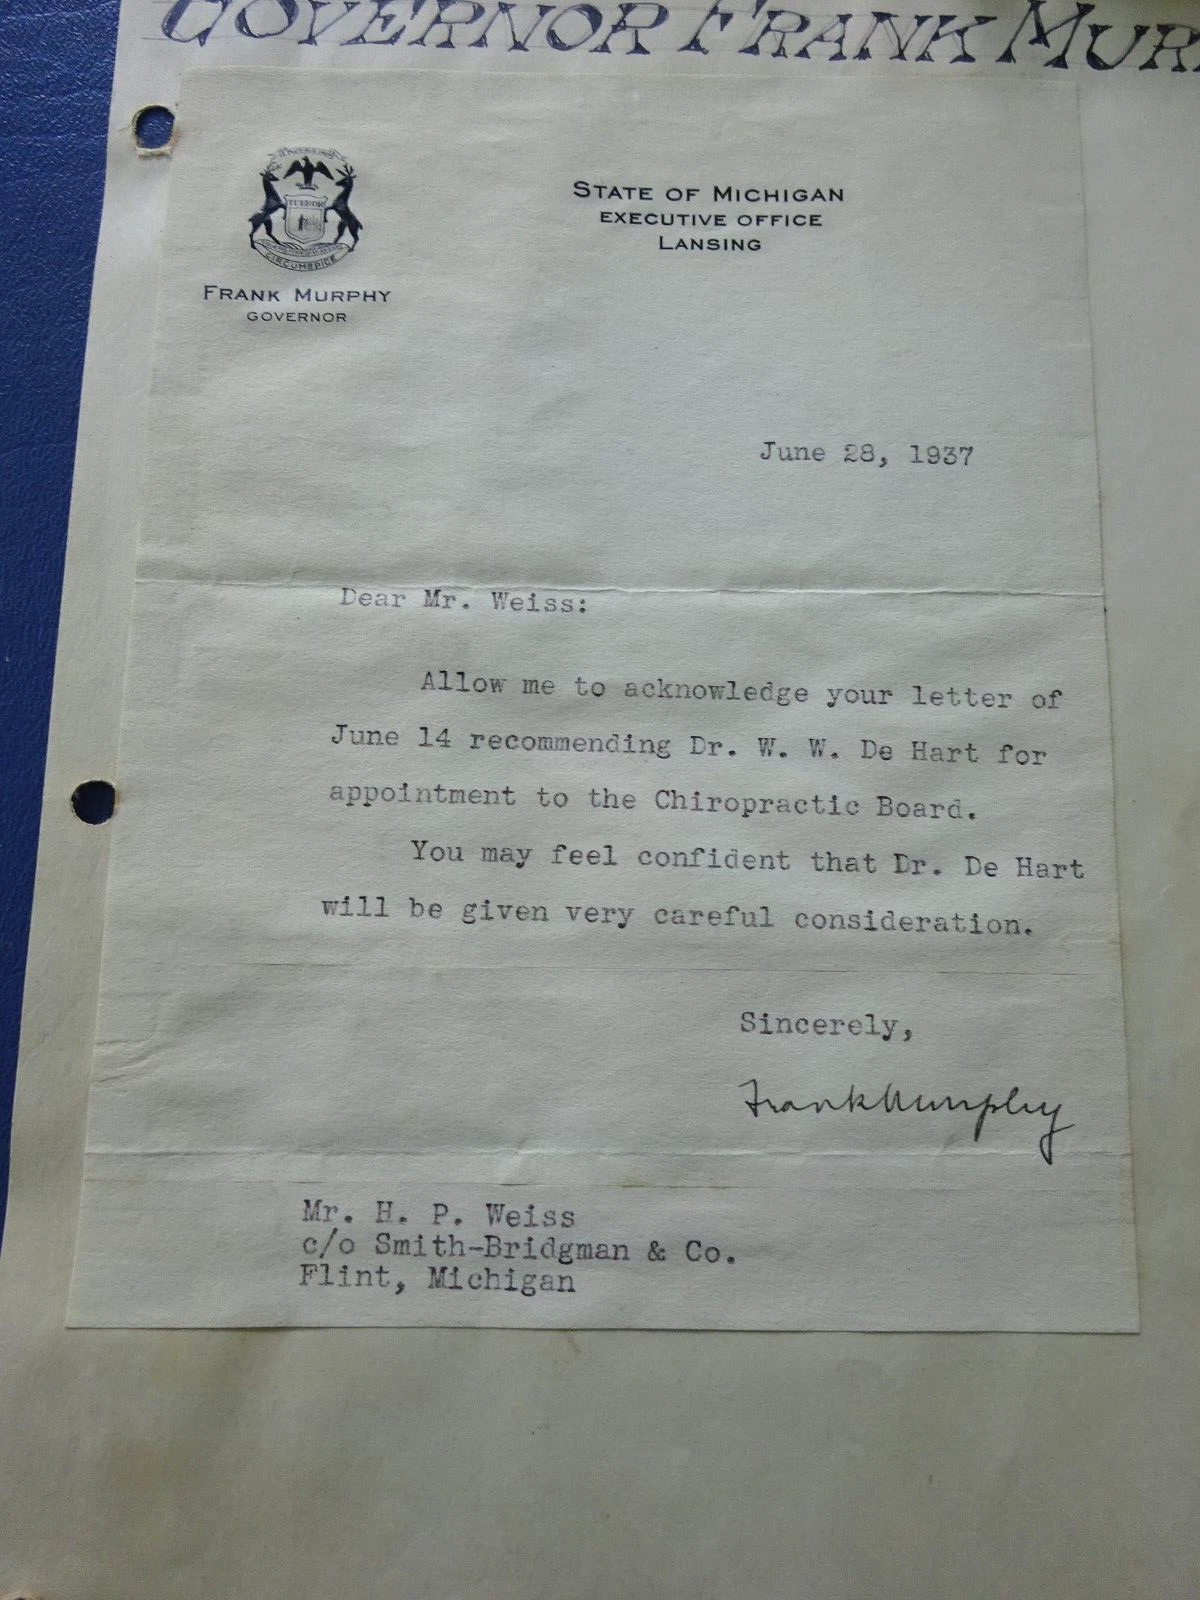 GOVERNOR FRANK
TUEBOR
CIRCUMSPICE
FRANK MURPHY
GOVERNOR
STATE OF MICHIGAN
EXECUTIVE OFFICE
LANSING
June 28, 1937
Dear Mr. Weiss:
Allow me to acknowledge your letter of
June 14 recommending Dr. W. W. De Hart for
appointment to the Chiropractic Board.
You may feel confident that Dr. De Hart
will be given very careful consideration.
Sincerely,
Frank Murphy
Mr. H. P. Weiss
c/o Smith-Bridgman & Co.
Flint, Michigan